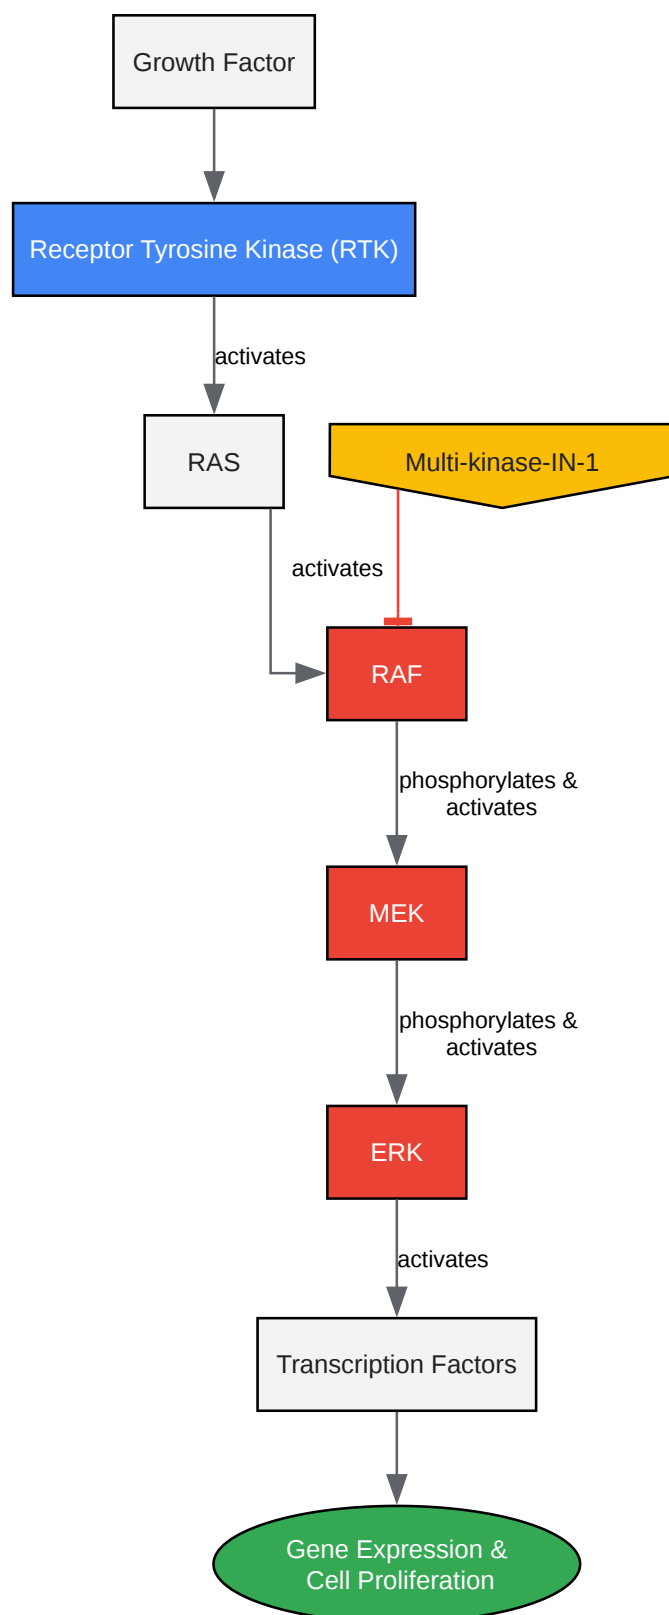 Growth Factor
Receptor Tyrosine Kinase (RTK)
activates
RAS
Multi-kinase-IN-1
activates
RAF
phosphorylates &
activates
MEK
phosphorylates &
activates
ERK
activates
Transcription Factors
Gene Expression &
Cell Proliferation